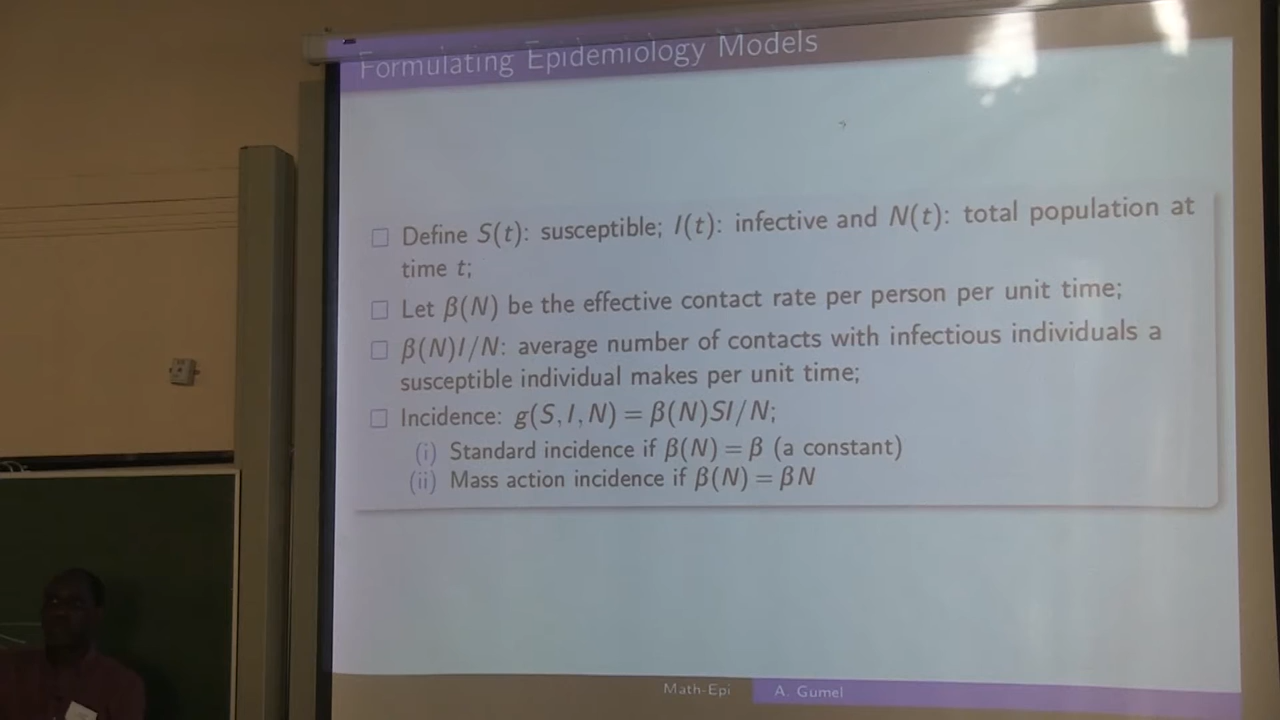 Formulating Epidemiology Models
Define S(t): susceptible; I(t): infective and N(t): total population at
time t;
Let β(N) be the effective contact rate per person per unit time;
β(N)I/N: average number of contacts with infectious individuals a
susceptible individual makes per unit time;
Incidence: g(S, I, N) = β(N)SI/N;
(i) Standard incidence if β(N) = β (a constant)
(ii) Mass action incidence if β(N) = βN
Math-Epi A. Gumel